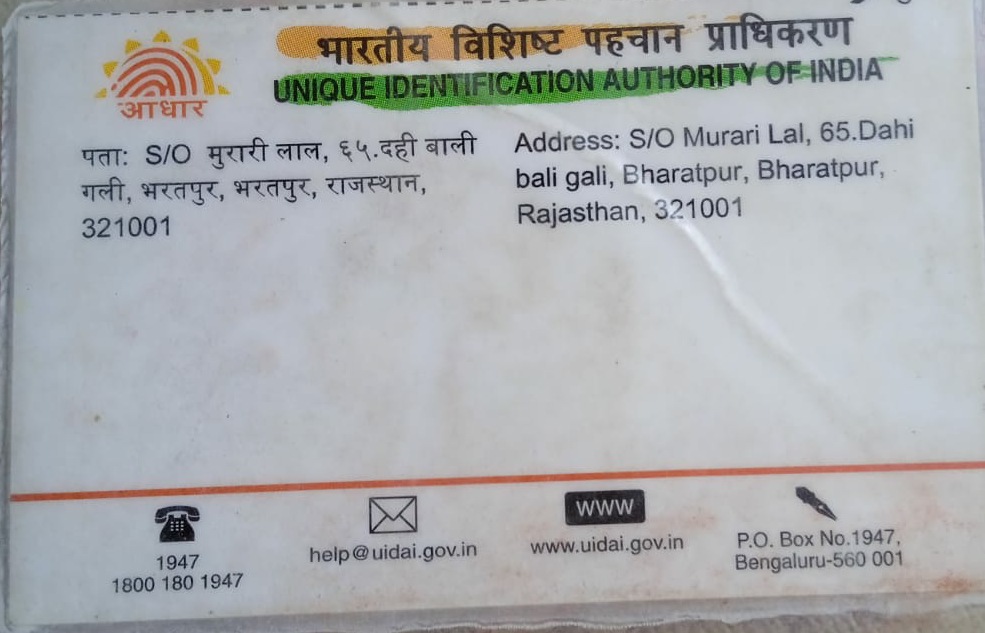 भारतीय विशिष्ट पहचान प्राधिकरण
UNIQUE IDENTIFICATION AUTHORITY OF INDIA
आधार
पता: S/O मुरारी लाल, ६५.दही बाली
गली, भरतपुर, भरतपुर, राजस्थान,
321001
Address: S/O Murari Lal, 65.Dahi
bali gali, Bharatpur, Bharatpur,
Rajasthan, 321001
1947
1800 180 1947
help@uidai.gov.in
www
www.uidai.gov.in
P.O. Box No.1947,
Bengaluru-560 001